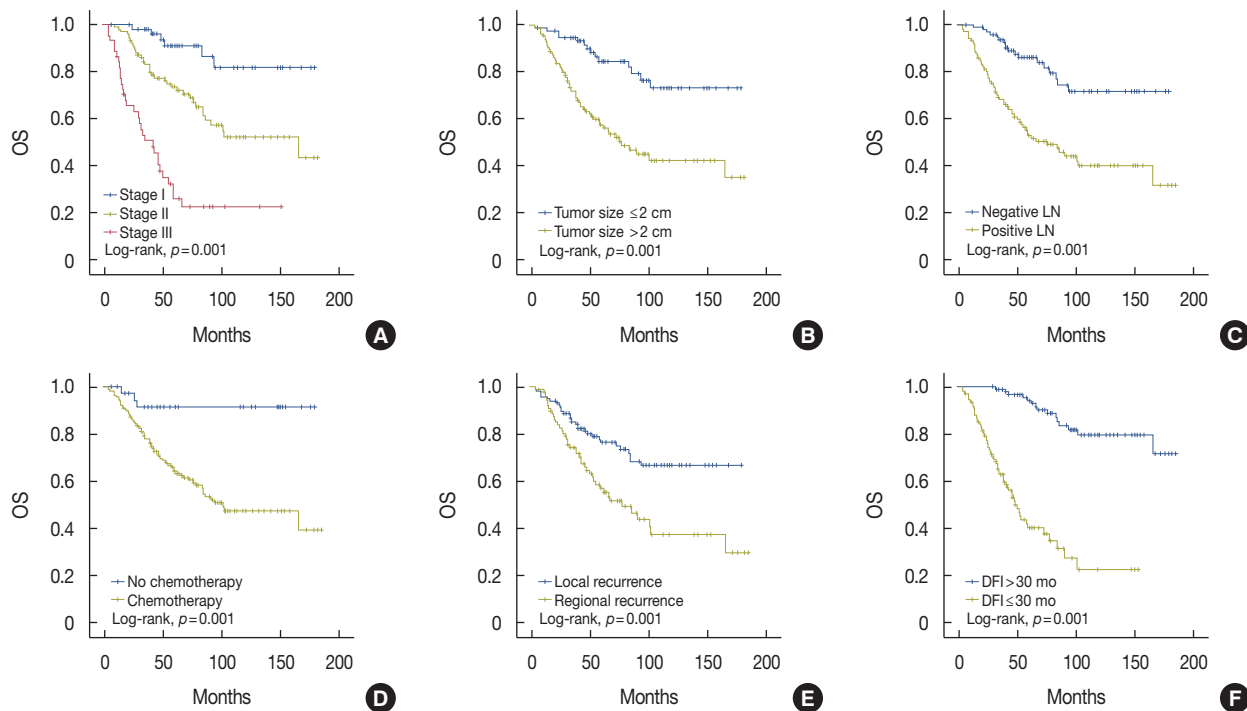 1.0
0.8
0.6
0.4
0.2
0
OS
Stage I
Stage II
Stage III
Log-rank, p=0.001
0 50 100 150 200
Months
A
1.0
0.8
0.6
0.4
0.2
0
OS
Tumor size ≤2 cm
Tumor size >2 cm
Log-rank, p=0.001
0 50 100 150 200
Months
B
1.0
0.8
0.6
0.4
0.2
0
OS
Negative LN
Positive LN
Log-rank, p=0.001
0 50 100 150 200
Months
C
1.0
0.8
0.6
0.4
0.2
0
OS
No chemotherapy
Chemotherapy
Log-rank, p=0.001
0 50 100 150 200
Months
D
1.0
0.8
0.6
0.4
0.2
0
OS
Local recurrence
Regional recurrence
Log-rank, p=0.001
0 50 100 150 200
Months
E
1.0
0.8
0.6
0.4
0.2
0
OS
DFI>30 mo
DFI≤30 mo
Log-rank, p=0.001
0 50 100 150 200
Months
F